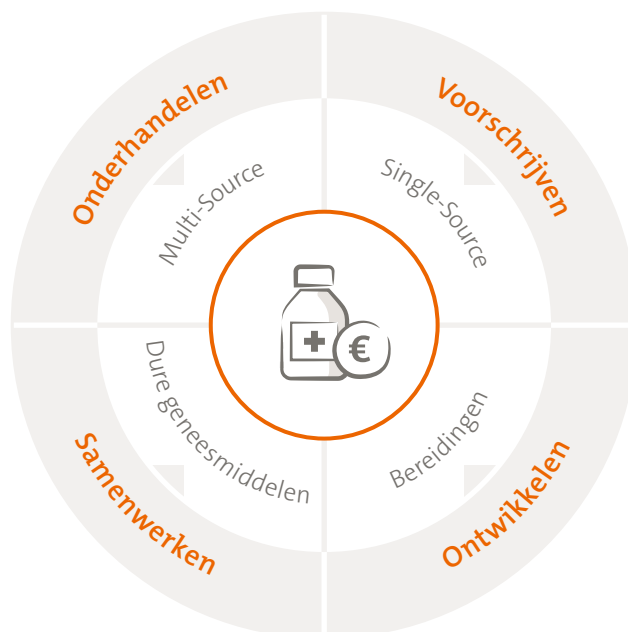 Onderhandelen
Voorschrijven
Multi-Source
Single-Source
€
Dure geneesmiddelen
Bereidingen
Samenwerken
Ontwikkelen